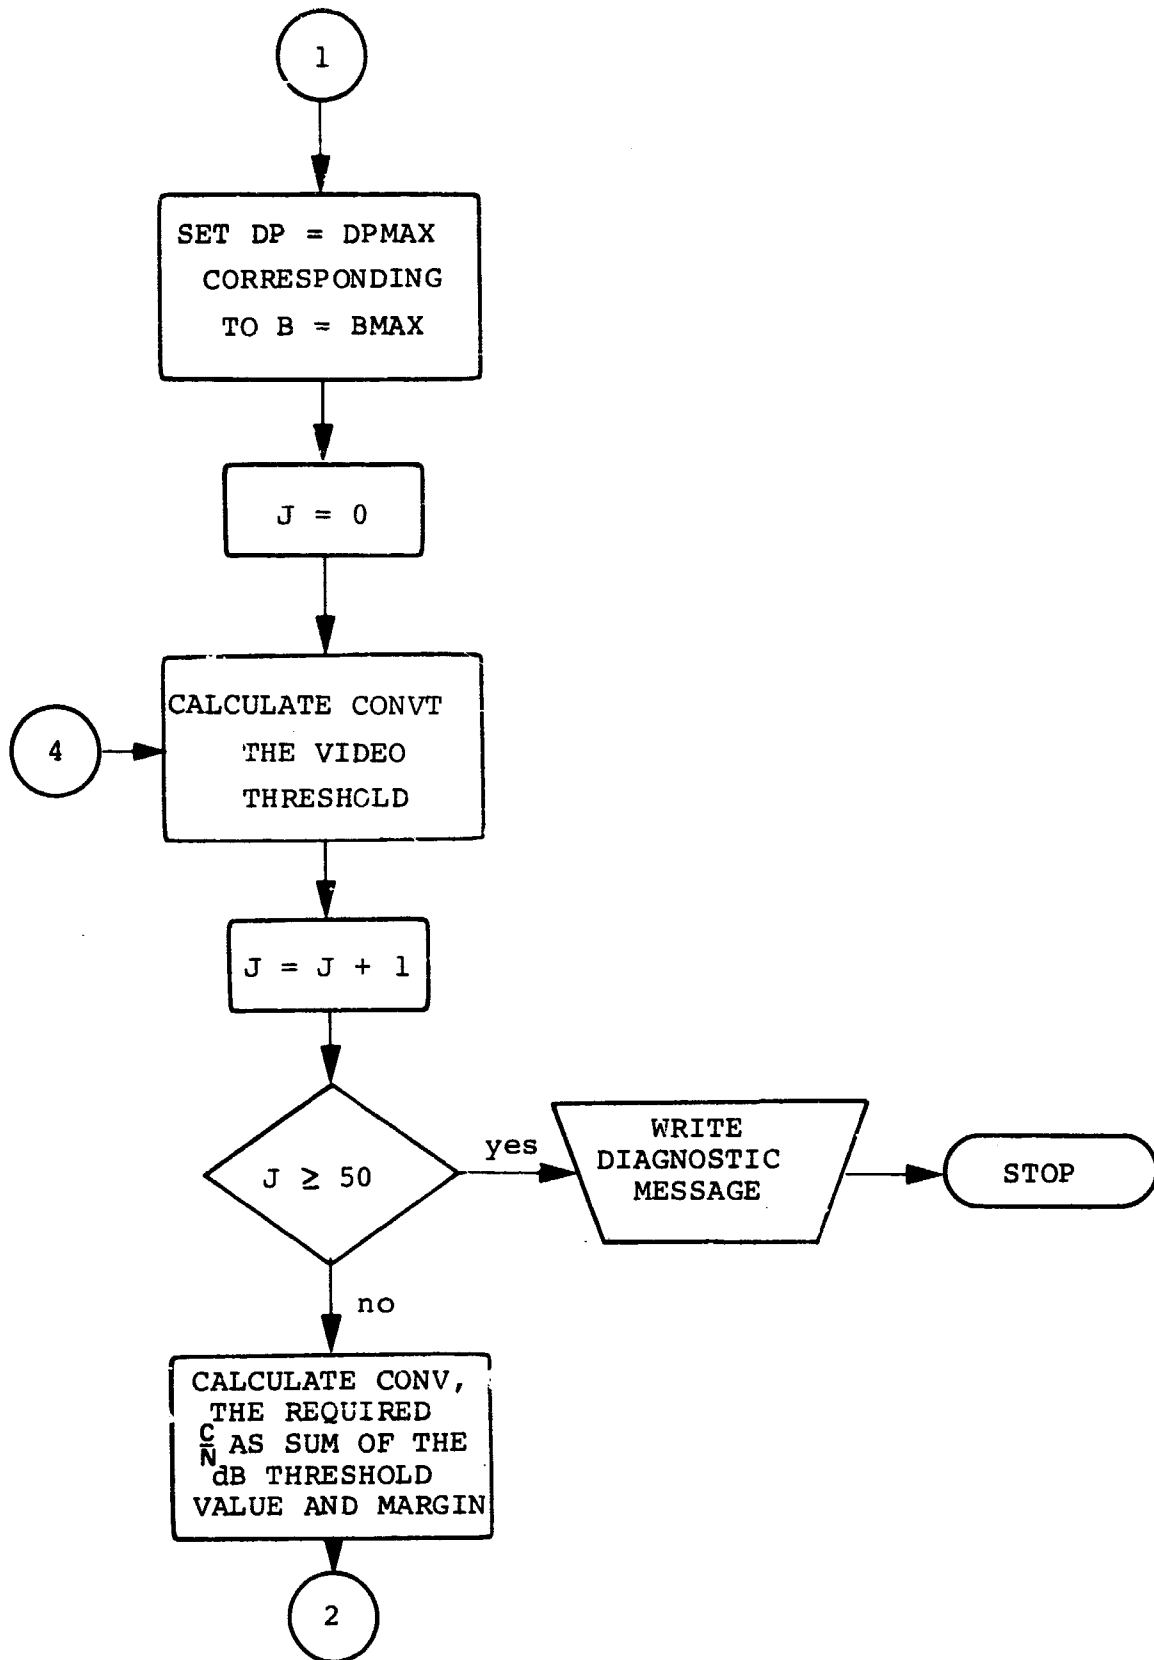 1
SET DP = DPMAX
CORRESPONDING
TO B = BMAX
J = 0
CALCULATE CONVT
THE VIDEO
THRESHOLD
4
J = J + 1
J ≥ 50
yes
WRITE
DIAGNOSTIC
MESSAGE
STOP
no
CALCULATE CONV,
THE REQUIRED
C/N AS SUM OF THE
dB THRESHOLD
VALUE AND MARGIN
2